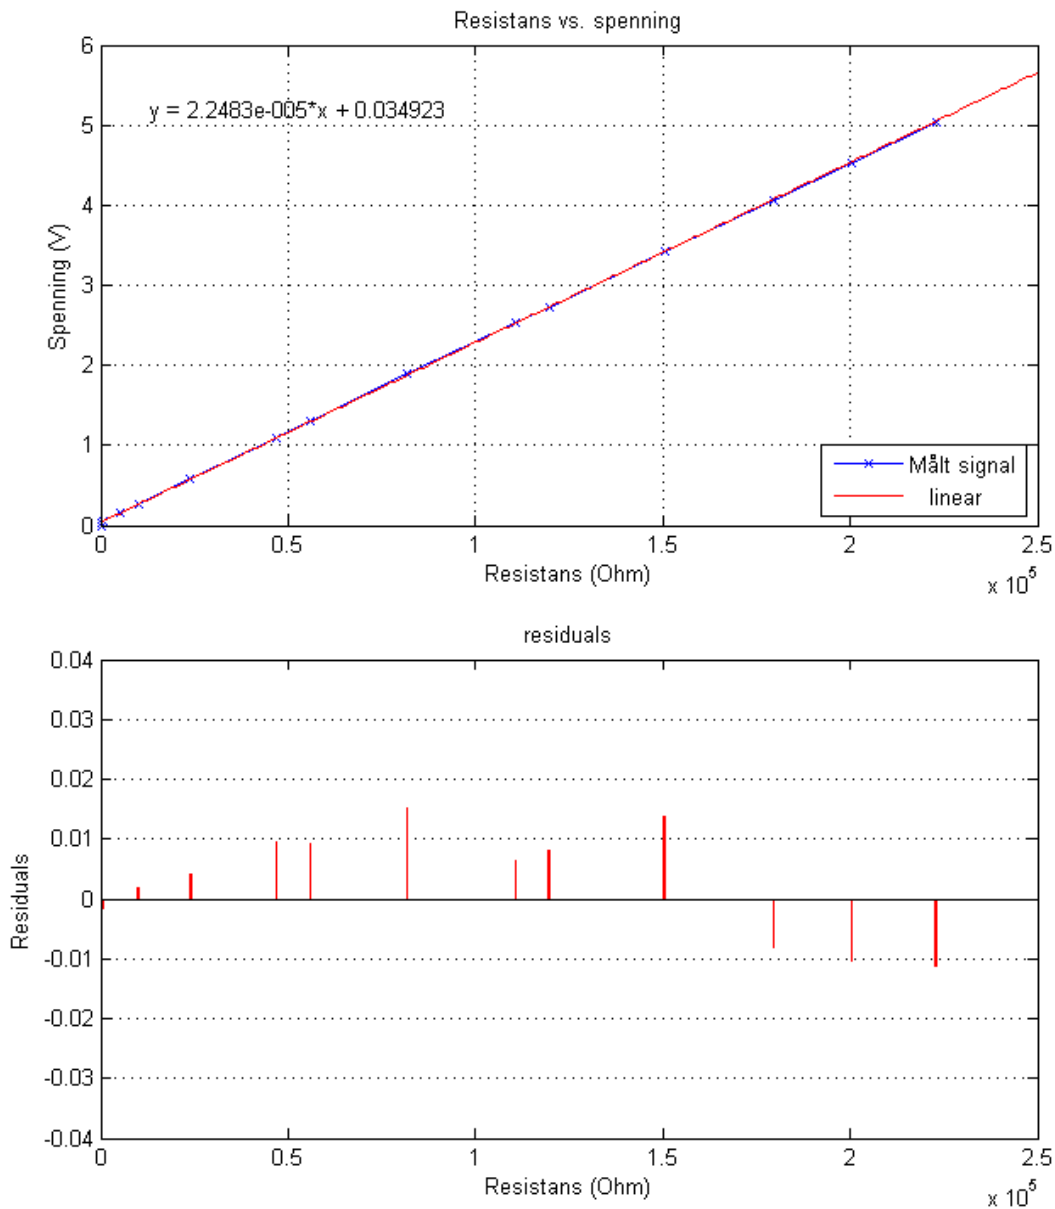 Resistans vs. spenning
6
y = 2.2483e-005*x + 0.034923
5
4
Spenning (V)
3
2
1
Målt signal
linear
0
0 0.5 1 1.5 2 2.5
Resistans (Ohm)
x 10^5
residuals
0.04
0.03
0.02
0.01
Residuals
0
-0.01
-0.02
-0.03
-0.04
0 0.5 1 1.5 2 2.5
Resistans (Ohm)
x 10^5